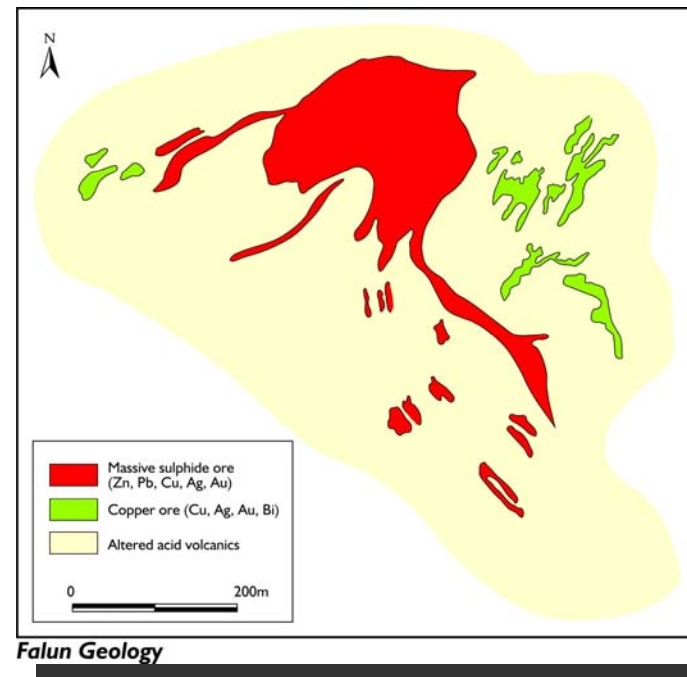 N
Massive sulphide ore
(Zn, Pb, Cu, Ag, Au)
Copper ore (Cu, Ag, Au, Bi)
Altered acid volcanics
0 200m
Falun Geology